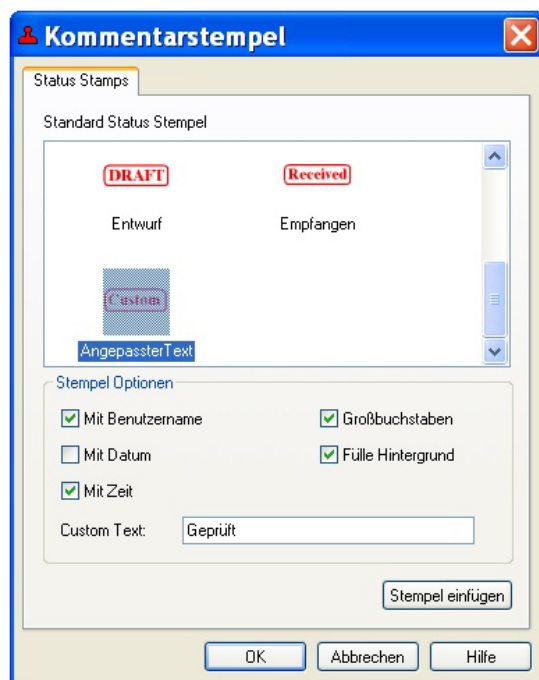 Kommentarstempel
Status Stamps
Standard Status Stempel
DRAFT Received
Entwurf Empfangen
Custom
AngepassterText
Stempel Optionen
Mit Benutzername Großbuchstaben
Mit Datum Fülle Hintergrund
Mit Zeit
Custom Text: Geprüft
Stempel einfügen
OK Abbrechen Hilfe